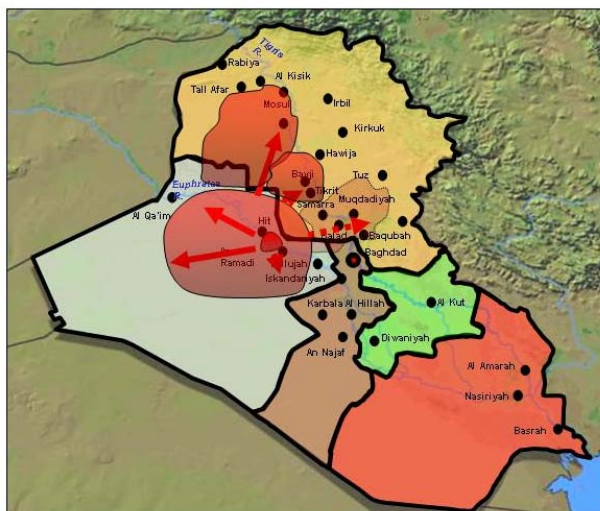 Tigris
R.
Rabiya
Al Kisik
Tall Afar
Mosul
Irbil
Kirkuk
Hawija
Bayji
Tuz
Euphrates
R.
Tikrit
Samarra
Muqdadiyah
Al Qa'im
Hit
Balad
Baqubah
Baghdad
Ramadi
Iskandariyah
Karbala
Al Hillah
Al Kut
An Najaf
Diwaniyah
Al Amarah
Nasiriyah
Basrah